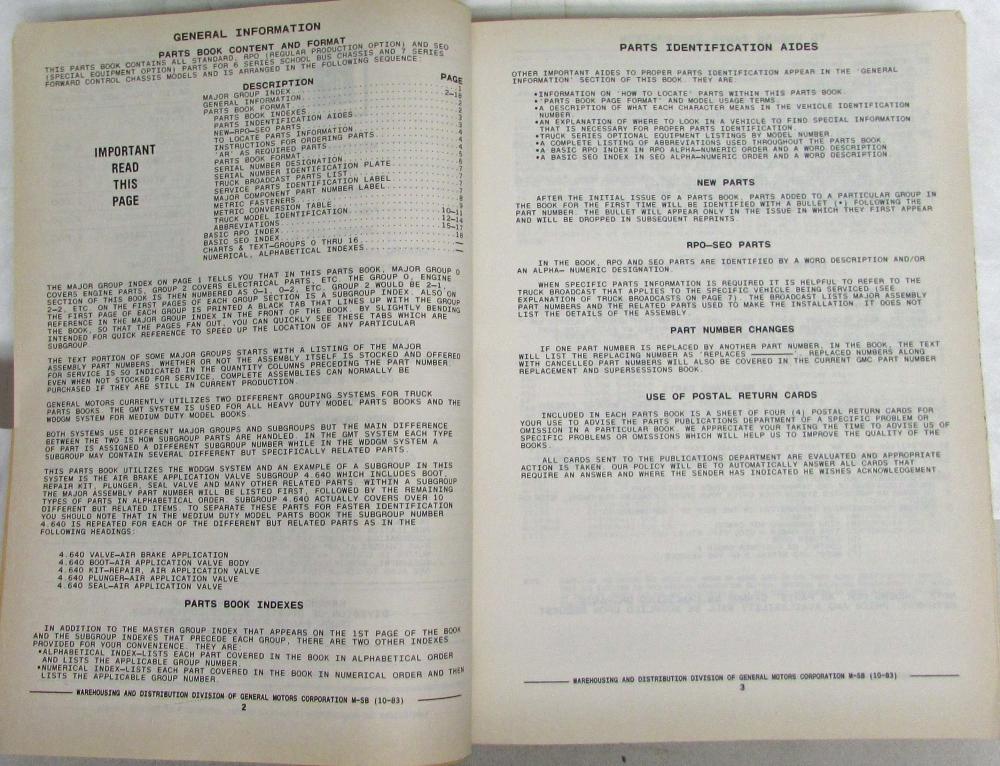 GENERAL INFORMATION
PARTS BOOK CONTENT AND FORMAT
THIS PARTS BOOK CONTAINS ALL STANDARD, RPO (REGULAR PRODUCTION OPTION) AND SEO
(SPECIAL EQUIPMENT OPTION) PARTS FOR 6 SERIES SCHOOL BUS CHASSIS AND 7 SERIES
FORWARD CONTROL CHASSIS MODELS AND IS ARRANGED IN THE FOLLOWING SEQUENCE:
IMPORTANT
READ
THIS
PAGE
DESCRIPTION PAGE
MAJOR GROUP INDEX 1
GENERAL INFORMATION 2-18
PARTS BOOK FORMAT 2
PARTS BOOK INDEXES 2
PARTS IDENTIFICATION AIDES 3
NEW-RPO-SEO PARTS 3
TO LOCATE PARTS INFORMATION 4
INSTRUCTIONS FOR ORDERING PARTS 4
'AR' AS REQUIRED PARTS 4
PARTS BOOK FORMAT 5
SERIAL NUMBER DESIGNATION 6
SERIAL NUMBER IDENTIFICATION PLATE
TRUCK BROADCAST PARTS LIST 7
SERVICE PARTS IDENTIFICATION LABEL 7
MAJOR COMPONENT PART NUMBER LABEL 7
METRIC FASTENERS 8
METRIC CONVERSION TABLE 9
TRUCK MODEL IDENTIFICATION 10-11
ABBREVIATIONS 12-14
BASIC RPO INDEX 15-17
BASIC SEO INDEX 18
CHARTS & TEXT-GROUPS 0 THRU 16 —
NUMERICAL, ALPHABETICAL INDEXES —
THE MAJOR GROUP INDEX ON PAGE 1 TELLS YOU THAT IN THIS PARTS BOOK, MAJOR GROUP 0
COVERS ENGINE PARTS, GROUP 2 COVERS ELECTRICAL PARTS, ETC. THE GROUP 0, ENGINE
SECTION OF THIS BOOK IS THEN NUMBERED AS 0-1, 0-2, ETC. GROUP 2 WOULD BE 2-1,
2-2, ETC. ON THE FIRST PAGES OF EACH GROUP SECTION IS A SUBGROUP INDEX. ALSO ON
THE FIRST PAGE OF EACH GROUP IS PRINTED A BLACK TAB THAT LINES UP WITH THE GROUP
REFERENCE IN THE MAJOR GROUP INDEX IN THE FRONT OF THE BOOK. BY SLIGHTLY BENDING
THE BOOK, SO THAT THE PAGES FAN OUT, YOU CAN QUICKLY SEE THESE TABS WHICH ARE
INTENDED FOR QUICK REFERENCE TO SPEED UP THE LOCATION OF ANY PARTICULAR
SUBGROUP.
THE TEXT PORTION OF SOME MAJOR GROUPS STARTS WITH A LISTING OF THE MAJOR
ASSEMBLY PART NUMBERS. WHETHER OR NOT THE ASSEMBLY ITSELF IS STOCKED AND OFFERED
FOR SERVICE IS SO INDICATED IN THE QUANTITY COLUMNS PRECEDING THE PART NUMBER.
EVEN WHEN NOT STOCKED FOR SERVICE, COMPLETE ASSEMBLIES CAN NORMALLY BE
PURCHASED IF THEY ARE STILL IN CURRENT PRODUCTION.
GENERAL MOTORS CURRENTLY UTILIZES TWO DIFFERENT GROUPING SYSTEMS FOR TRUCK
PARTS BOOKS. THE GMT SYSTEM IS USED FOR ALL HEAVY DUTY MODEL PARTS BOOKS AND THE
WDDGM SYSTEM FOR MEDIUM DUTY MODEL BOOKS.
BOTH SYSTEMS USE DIFFERENT MAJOR GROUPS AND SUBGROUPS BUT THE MAIN DIFFERENCE
BETWEEN THE TWO IS HOW SUBGROUP PARTS ARE HANDLED. IN THE GMT SYSTEM EACH TYPE
OF PART IS ASSIGNED A DIFFERENT SUBGROUP NUMBER WHILE IN THE WDDGM SYSTEM A
SUBGROUP MAY CONTAIN SEVERAL DIFFERENT BUT SPECIFICALLY RELATED PARTS.
THIS PARTS BOOK UTILIZES THE WDDGM SYSTEM AND AN EXAMPLE OF A SUBGROUP IN THIS
SYSTEM IS THE AIR BRAKE APPLICATION VALVE SUBGROUP 4.640 WHICH INCLUDES BOOT,
REPAIR KIT, PLUNGER, SEAL VALVE AND MANY OTHER RELATED PARTS. WITHIN A SUBGROUP
THE MAJOR ASSEMBLY PART NUMBER WILL BE LISTED FIRST, FOLLOWED BY THE REMAINING
TYPES OF PARTS IN ALPHABETICAL ORDER. SUBGROUP 4.640 ACTUALLY COVERS OVER 10
DIFFERENT BUT RELATED ITEMS. TO SEPARATE THESE PARTS FOR FASTER IDENTIFICATION
YOU SHOULD NOTE THAT IN THE MEDIUM DUTY MODEL PARTS BOOK THE SUBGROUP NUMBER
4.640 IS REPEATED FOR EACH OF THE DIFFERENT BUT RELATED PARTS AS IN THE
FOLLOWING HEADINGS:
4.640 VALVE-AIR BRAKE APPLICATION
4.640 BOOT-AIR APPLICATION VALVE BODY
4.640 KIT-REPAIR, AIR APPLICATION VALVE
4.640 PLUNGER-AIR APPLICATION VALVE
4.640 SEAL-AIR APPLICATION VALVE
PARTS BOOK INDEXES
IN ADDITION TO THE MASTER GROUP INDEX THAT APPEARS ON THE 1ST PAGE OF THE BOOK
AND THE SUBGROUP INDEXES THAT PRECEDE EACH GROUP, THERE ARE TWO OTHER INDEXES
PROVIDED FOR YOUR CONVENIENCE. THEY ARE:
•ALPHABETICAL INDEX-LISTS EACH PART COVERED IN THE BOOK IN ALPHABETICAL ORDER
AND LISTS THE APPLICABLE GROUP NUMBER.
•NUMERICAL INDEX-LISTS EACH PART COVERED IN THE BOOK IN NUMERICAL ORDER AND THEN
LISTS THE APPLICABLE GROUP NUMBER.
WAREHOUSING AND DISTRIBUTION DIVISION OF GENERAL MOTORS CORPORATION M-SB (10-83)
2
PARTS IDENTIFICATION AIDES
OTHER IMPORTANT AIDES TO PROPER PARTS IDENTIFICATION APPEAR IN THE 'GENERAL
INFORMATION' SECTION OF THIS BOOK. THEY ARE:
•INFORMATION ON 'HOW TO LOCATE' PARTS WITHIN THIS PARTS BOOK.
•'PARTS BOOK PAGE FORMAT' AND MODEL USAGE TERMS.
•A DESCRIPTION OF WHAT EACH CHARACTER MEANS IN THE VEHICLE IDENTIFICATION
NUMBER.
•AN EXPLANATION OF WHERE TO LOOK IN A VEHICLE TO FIND SPECIAL INFORMATION
THAT IS NECESSARY FOR PROPER PARTS IDENTIFICATION.
•TRUCK SERIES OPTIONAL EQUIPMENT LISTINGS BY MODEL NUMBER.
•A COMPLETE LISTING OF ABBREVIATIONS USED THROUGHOUT THE PARTS BOOK.
•A BASIC RPO INDEX IN RPO ALPHA-NUMERIC ORDER AND A WORD DESCRIPTION.
•A BASIC SEO INDEX IN SEO ALPHA-NUMERIC ORDER AND A WORD DESCRIPTION.
NEW PARTS
AFTER THE INITIAL ISSUE OF A PARTS BOOK, PARTS ADDED TO A PARTICULAR GROUP IN
THE BOOK FOR THE FIRST TIME WILL BE IDENTIFIED WITH A BULLET (•) FOLLOWING THE
PART NUMBER. THE BULLET WILL APPEAR ONLY IN THE ISSUE IN WHICH THEY FIRST APPEAR
AND WILL BE DROPPED IN SUBSEQUENT REPRINTS.
RPO-SEO PARTS
IN THE BOOK, RPO AND SEO PARTS ARE IDENTIFIED BY A WORD DESCRIPTION AND/OR
AN ALPHA- NUMERIC DESIGNATION.
WHEN SPECIFIC PARTS INFORMATION IS REQUIRED IT IS HELPFUL TO REFER TO THE
TRUCK BROADCAST THAT APPLIES TO THE SPECIFIC VEHICLE BEING SERVICED (SEE
EXPLANATION OF TRUCK BROADCASTS ON PAGE 7). THE BROADCAST LISTS MAJOR ASSEMBLY
PART NUMBERS AND THE RELATED PARTS USED TO MAKE THE INSTALLATION. IT DOES NOT
LIST THE DETAILS OF THE ASSEMBLY.
PART NUMBER CHANGES
IF ONE PART NUMBER IS REPLACED BY ANOTHER PART NUMBER, IN THE BOOK, THE TEXT
WILL LIST THE REPLACING NUMBER AS 'REPLACES ________'. REPLACED NUMBERS ALONG
WITH CANCELLED PART NUMBERS WILL ALSO BE COVERED IN THE CURRENT GMC PART NUMBER
REPLACEMENT AND SUPERSESSIONS BOOK.
USE OF POSTAL RETURN CARDS
INCLUDED IN EACH PARTS BOOK IS A SHEET OF FOUR (4) POSTAL RETURN CARDS FOR
YOUR USE TO ADVISE THE PARTS PUBLICATIONS DEPARTMENT OF A SPECIFIC PROBLEM OR
OMISSION IN A PARTICULAR BOOK. WE APPRECIATE YOUR TAKING THE TIME TO ADVISE US OF
SPECIFIC PROBLEMS OR OMISSIONS WHICH WILL HELP US TO IMPROVE THE QUALITY OF THE
BOOKS.
ALL CARDS SENT TO THE PUBLICATIONS DEPARTMENT ARE EVALUATED AND APPROPRIATE
ACTION IS TAKEN. OUR POLICY WILL BE TO AUTOMATICALLY ANSWER ALL CARDS THAT
REQUIRE AN ANSWER AND WHERE SENDER HAS INDICATED HE WISHES ACKNOWLEDGEMENT.
WAREHOUSING AND DISTRIBUTION DIVISION OF GENERAL MOTORS CORPORATION M-SB (10-83)
3